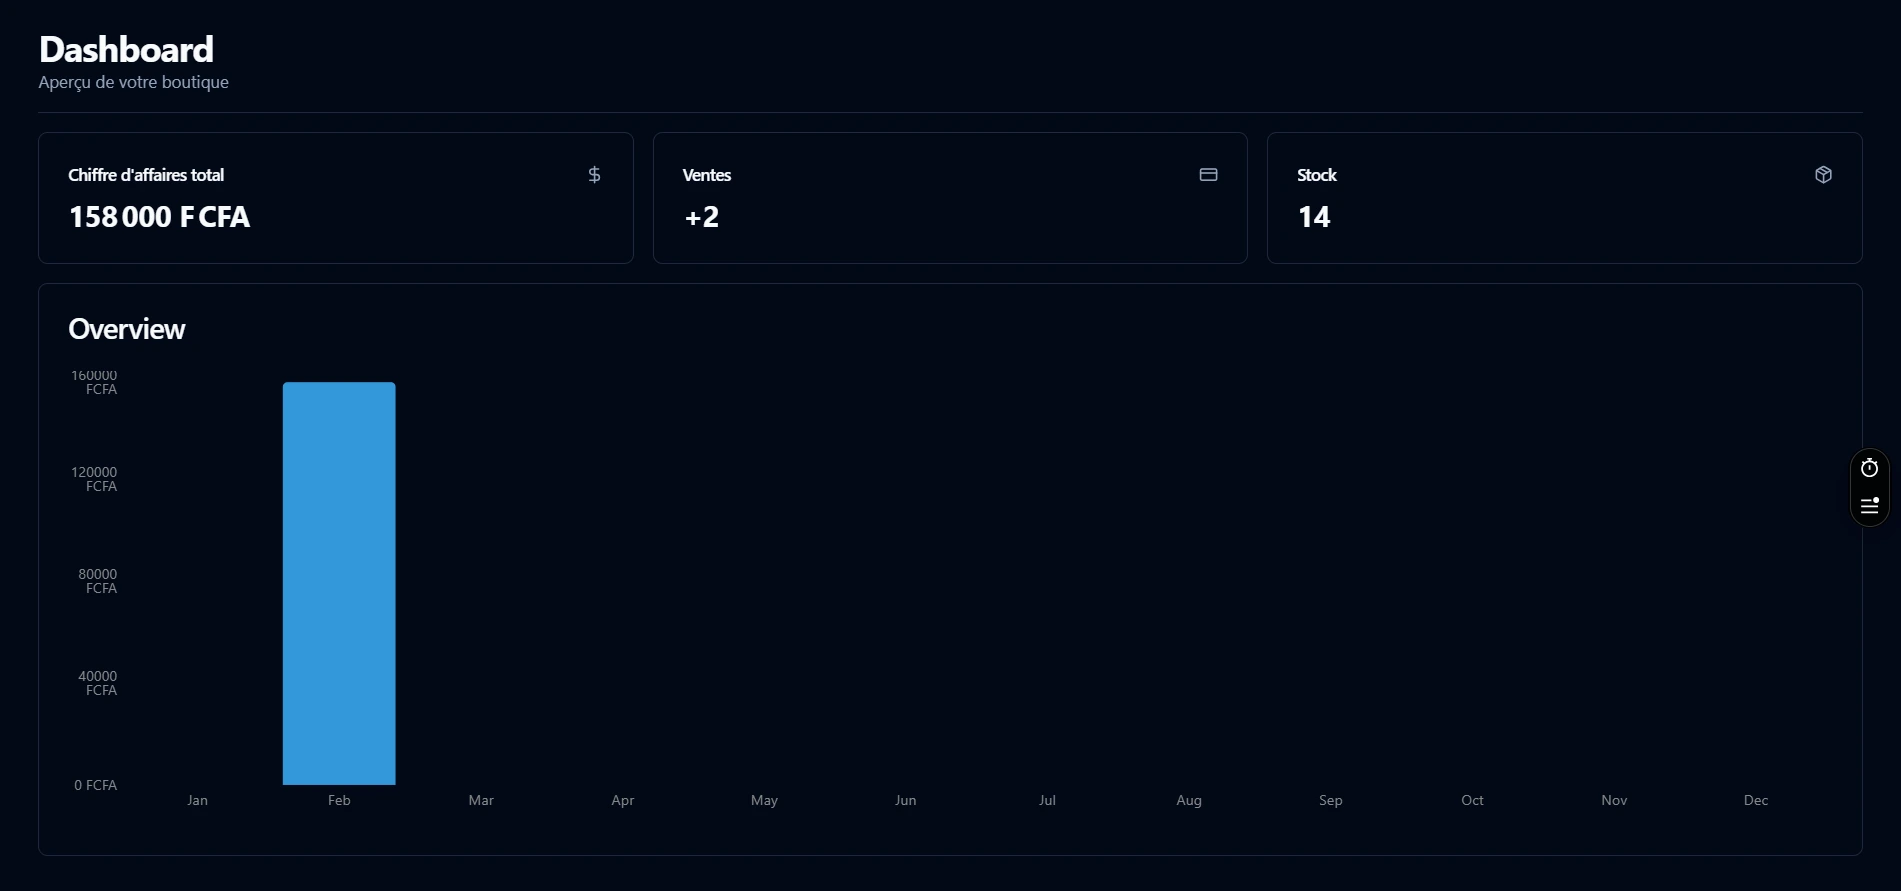 Dashboard
Aperçu de votre boutique
Chiffre d'affaires total
158 000 F CFA
Ventes
+2
Stock
14
Overview
160000
FCFA
120000
FCFA
80000
FCFA
40000
FCFA
0 FCFA
Jan Feb Mar Apr May Jun Jul Aug Sep Oct Nov Dec